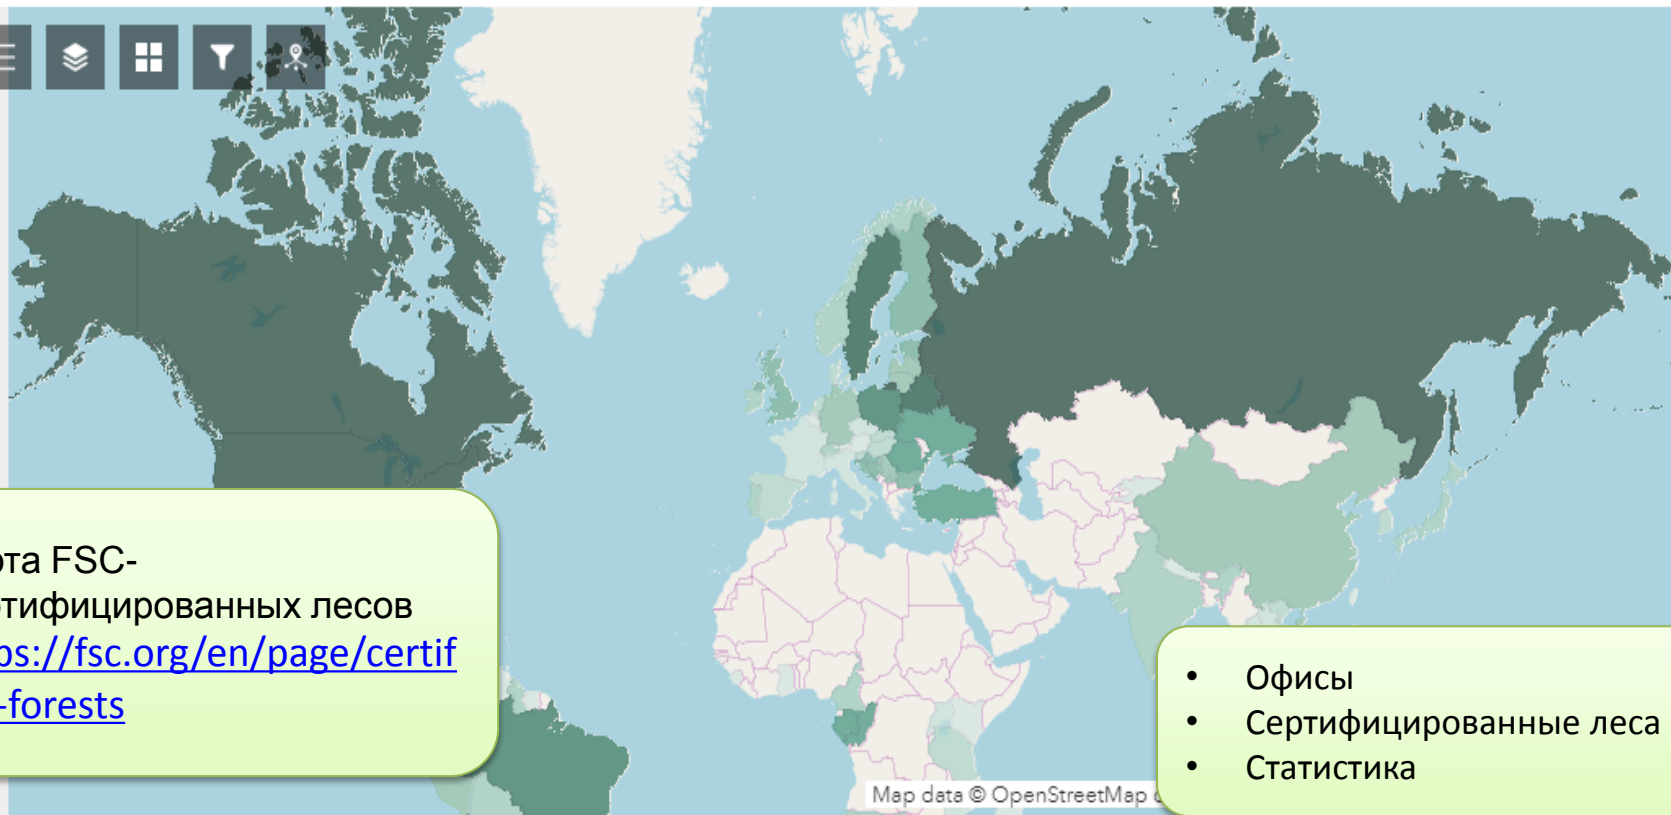 ота FSC-
ртифицированных лесов
ps://fsc.org/en/page/certif
-forests
• Офисы
• Сертифицированные леса
• Статистика
Map data © OpenStreetMap